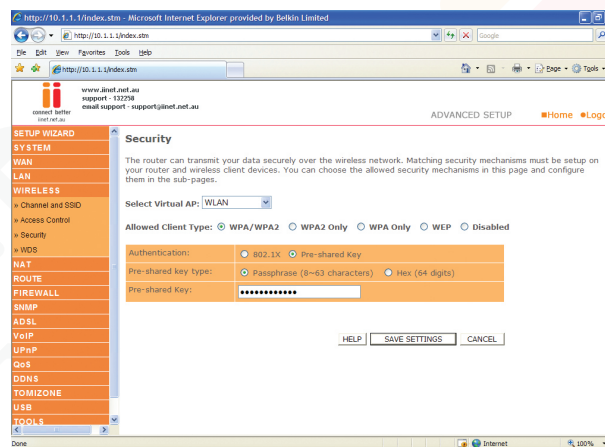 http://10.1.1.1/index.stm - Microsoft Internet Explorer provided by Belkin Limited
http://10.1.1.1/index.stm
Google
File Edit View Favorites Tools Help
http://10.1.1.1/index.stm
Page Tools
www.iinet.net.au
support - 132258
email support - support@iinet.net.au
connect better
iinet.net.au
ADVANCED SETUP
Home
SETUP WIZARD
SYSTEM
WAN
LAN
WIRELESS
» Channel and SSID
» Access Control
» Security
» WDS
NAT
ROUTE
FIREWALL
SNMP
ADSL
VoIP
UPnP
QoS
DDNS
TOMIZONE
USB
TOOLS
Security
The router can transmit your data securely over the wireless network. Matching security mechanisms must be setup on
your router and wireless client devices. You can choose the allowed security mechanisms in this page and configure
them in the sub-pages.
Select Virtual AP: WLAN
Allowed Client Type: WPA/WPA2 WPA2 Only WPA Only WEP Disabled
Authentication: 802.1X Pre-shared Key
Pre-shared key type: Passphrase (8~63 characters) Hex (64 digits)
Pre-shared Key:
HELP SAVE SETTINGS CANCEL
Done
Internet
100%